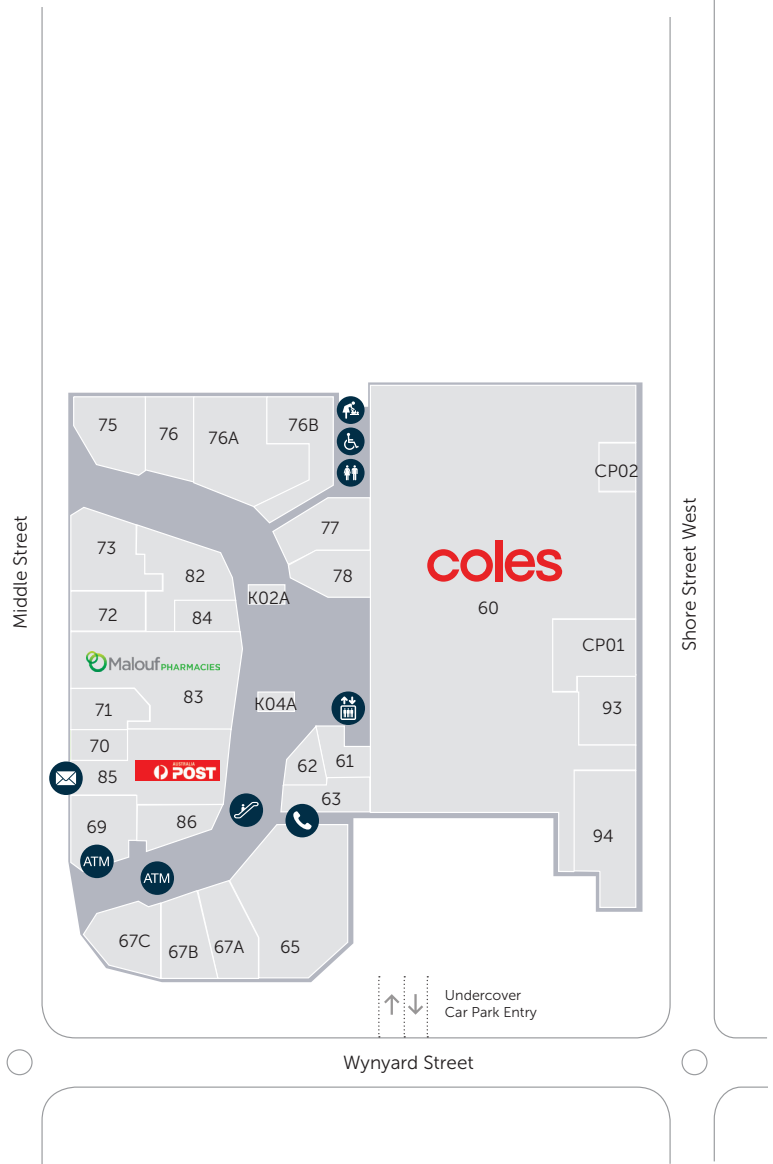 75
76
76A
76B
CP02
77
73
coles
78
82
K02A
60
72
84
Middle Street
Shore Street West
Malouf PHARMACIES
CP01
83
71
K04A
93
70
62
61
AUSTRALIA
POST
85
63
69
86
94
ATM
ATM
67C
67B
67A
65
Undercover
Car Park Entry
Wynyard Street